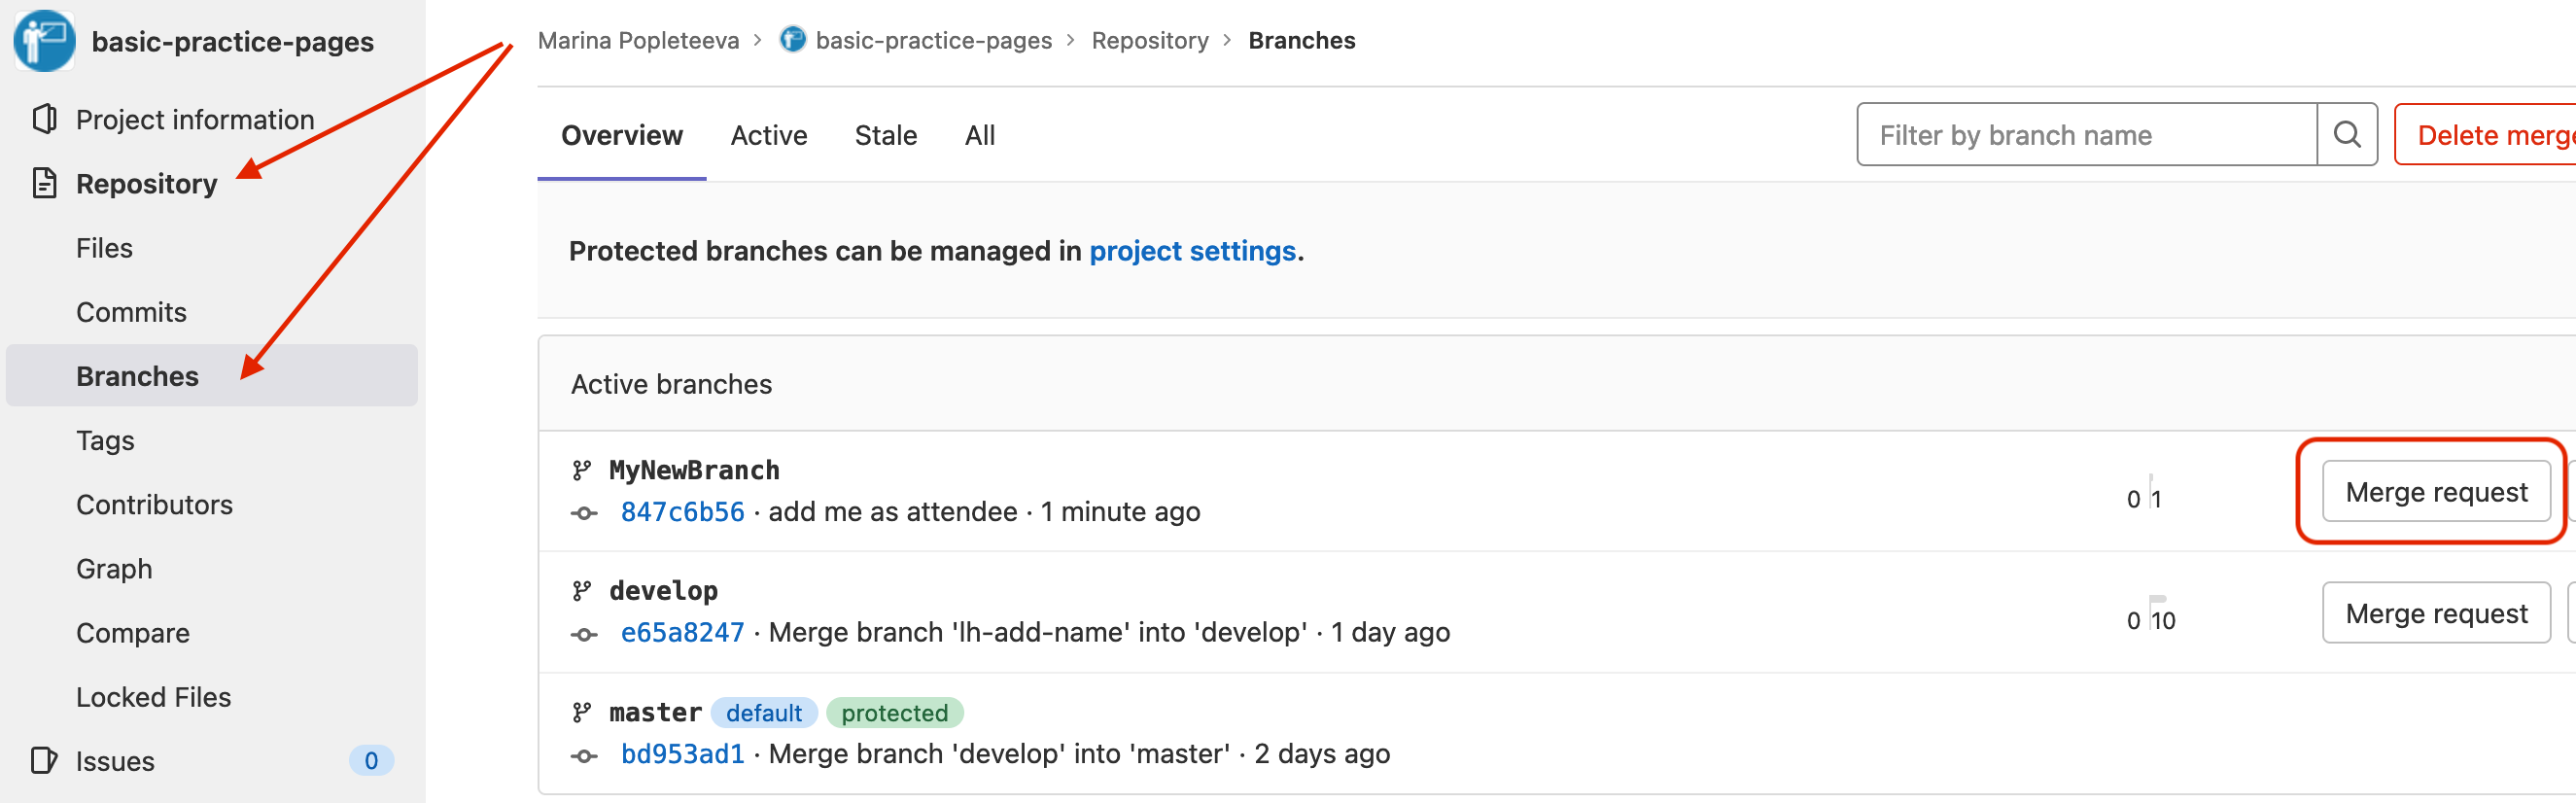 basic-practice-pages
Project information
Repository
Files
Commits
Branches
Tags
Contributors
Graph
Compare
Locked Files
Issues 0
Marina Popleteeva > basic-practice-pages > Repository > Branches
Overview Active Stale All
Filter by branch name
Delete merge
Protected branches can be managed in project settings.
Active branches
MyNewBranch
847c6b56 · add me as attendee · 1 minute ago
0 1
Merge request
develop
e65a8247 · Merge branch 'lh-add-name' into 'develop' · 1 day ago
0 10
Merge request
master default protected
bd953ad1 · Merge branch 'develop' into 'master' · 2 days ago